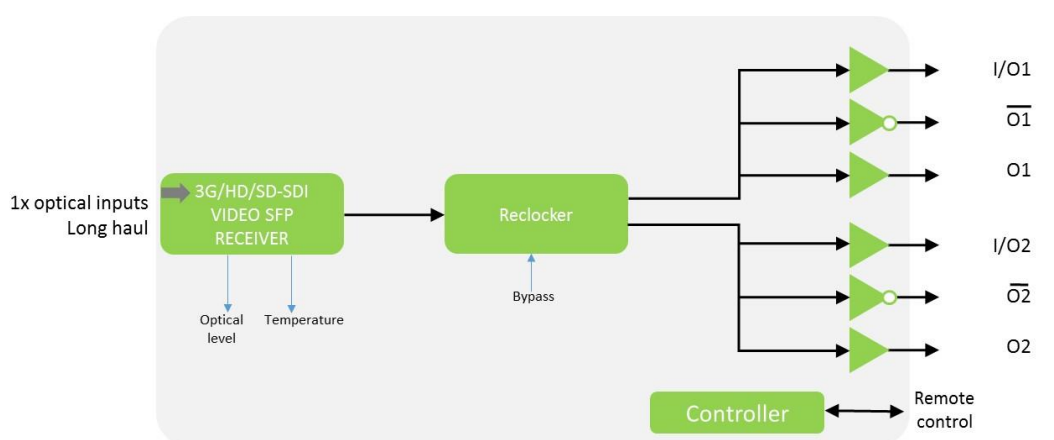 1x optical inputs
Long haul
3G/HD/SD-SDI
VIDEO SFP
RECEIVER
Optical
level
Temperature
Reclocker
Bypass
I/O1
O1
O1
I/O2
O2
O2
Controller
Remote
control